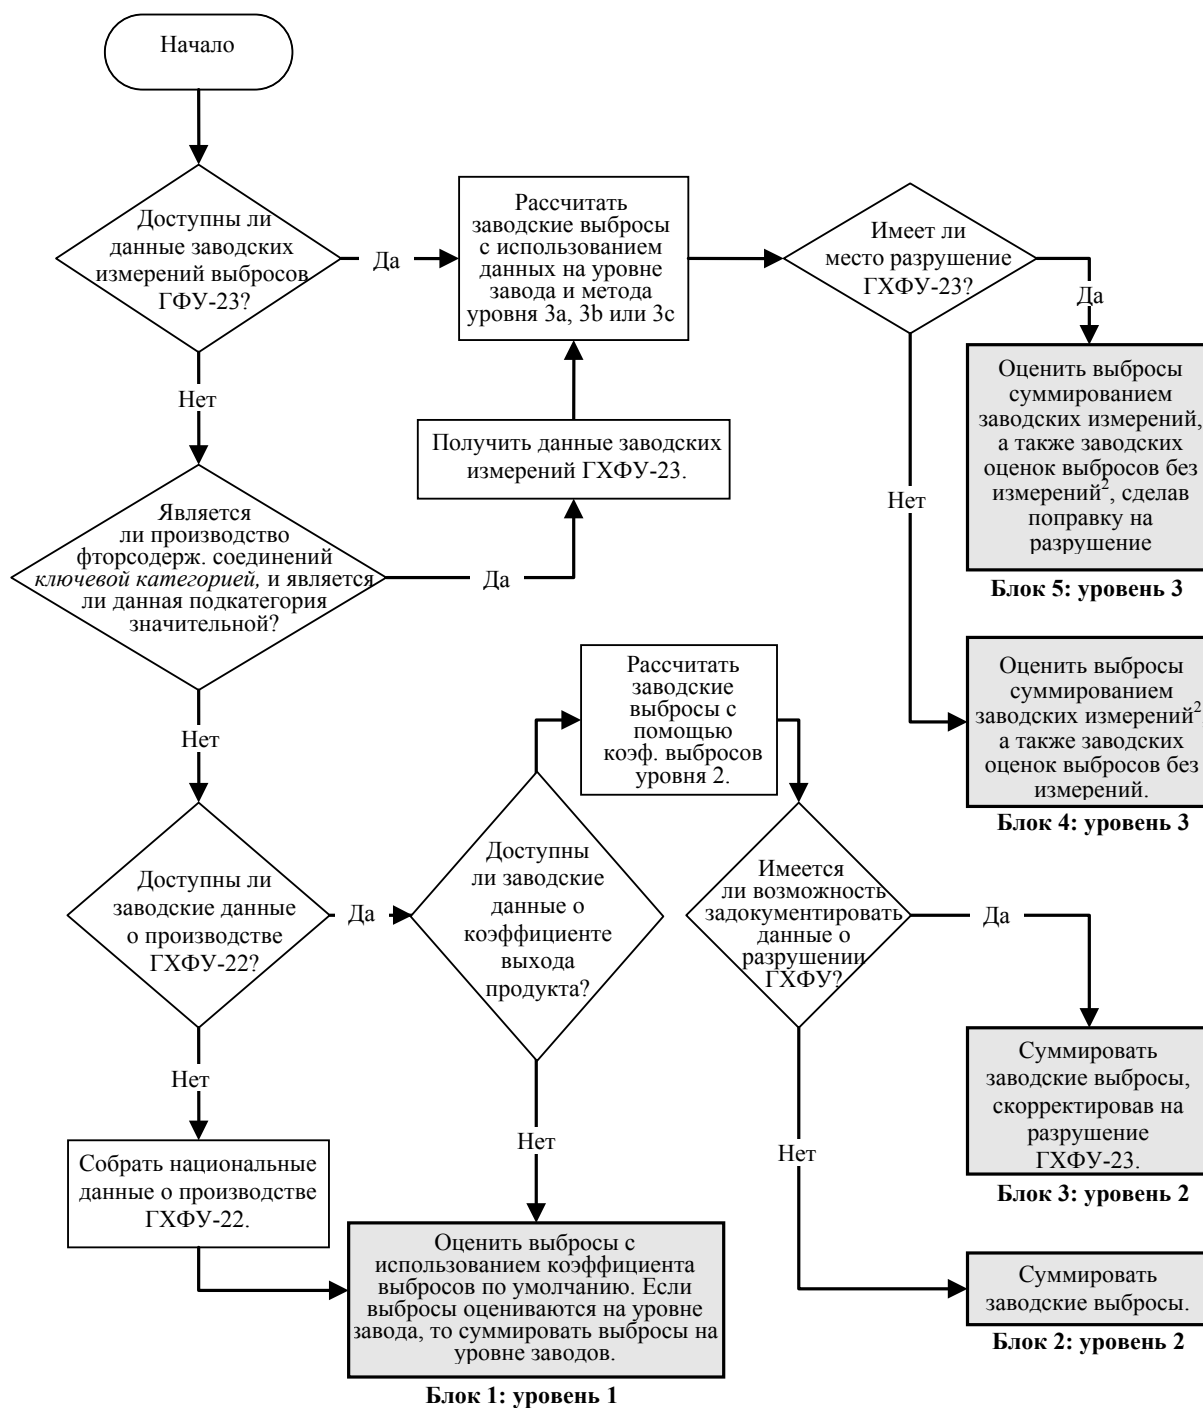 Начало
Доступны ли
данные заводских
измерений выбросов
ГФУ-23?
Да
Рассчитать
заводские выбросы
с использованием
данных на уровне
завода и метода
уровня 3a, 3b или 3c
Имеет ли
место разрушение
ГХФУ-23?
Да
Нет
Получить данные заводских
измерений ГХФУ-23.
Оценить выбросы
суммированием
заводских измерений,
а также заводских
оценок выбросов без
измерений², сделав
поправку на
разрушение
Блок 5: уровень 3
Нет
Является
ли производство
фторсодерж. соединений
ключевой категорией, и является
ли данная подкатегория
значительной?
Да
Нет
Рассчитать
заводские
выбросы с
помощью
коэф. выбросов
уровня 2.
Оценить выбросы
суммированием
заводских измерений²
а также заводских
оценок выбросов без
измерений.
Блок 4: уровень 3
Доступны ли
заводские данные
о производстве
ГХФУ-22?
Да
Доступны
ли заводские
данные о
коэффициенте
выхода
продукта?
Имеется
ли возможность
задокументировать
данные о
разрушении
ГХФУ?
Да
Нет
Нет
Нет
Суммировать
заводские выбросы,
скорректировав на
разрушение
ГХФУ-23.
Блок 3: уровень 2
Собрать национальные
данные о производстве
ГХФУ-22.
Оценить выбросы с
использованием коэффициента
выбросов по умолчанию. Если
выбросы оцениваются на уровне
завода, то суммировать выбросы на
уровне заводов.
Блок 1: уровень 1
Суммировать
заводские выбросы.
Блок 2: уровень 2